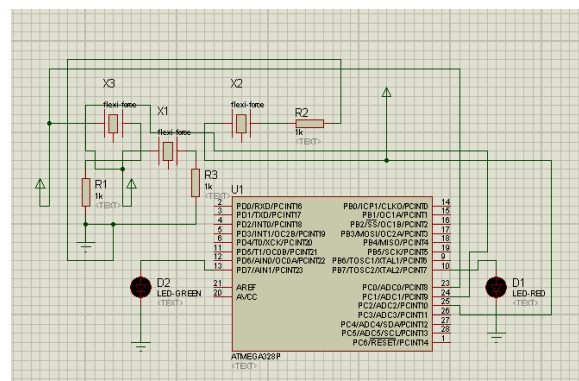 X3
flexi-force
X1
flexi-force
X2
flexi-force
R2
1k
<TEXT>
R1
1k
<TEXT>
R3
1k
<TEXT>
U1
2 PD0/RXD/PCINT16 PB0/ICP1/CLKO/PCINT0 14
3 PD1/TXD/PCINT17 PB1/OC1A/PCINT1 15
4 PD2/INT0/PCINT18 PB2/SS/OC1B/PCINT2 16
5 PD3/INT1/OC2B/PCINT19 PB3/MOSI/OC2A/PCINT3 17
6 PD4/T0/XCK/PCINT20 PB4/MISO/PCINT4 18
11 PD5/T1/OC0B/PCINT21 PB5/SCK/PCINT5 19
12 PD6/AIN0/OC0A/PCINT22 PB6/TOSC1/XTAL1/PCINT6 9
13 PD7/AIN1/PCINT23 PB7/TOSC2/XTAL2/PCINT7 10
21 AREF PC0/ADC0/PCINT8 23
20 AVCC PC1/ADC1/PCINT9 24
PC2/ADC2/PCINT10 25
PC3/ADC3/PCINT11 26
PC4/ADC4/SDA/PCINT12 27
PC5/ADC5/SCL/PCINT13 28
PC6/RESET/PCINT14 1
ATMEGA328P
<TEXT>
D2
LED-GREEN
<TEXT>
D1
LED-RED
<TEXT>